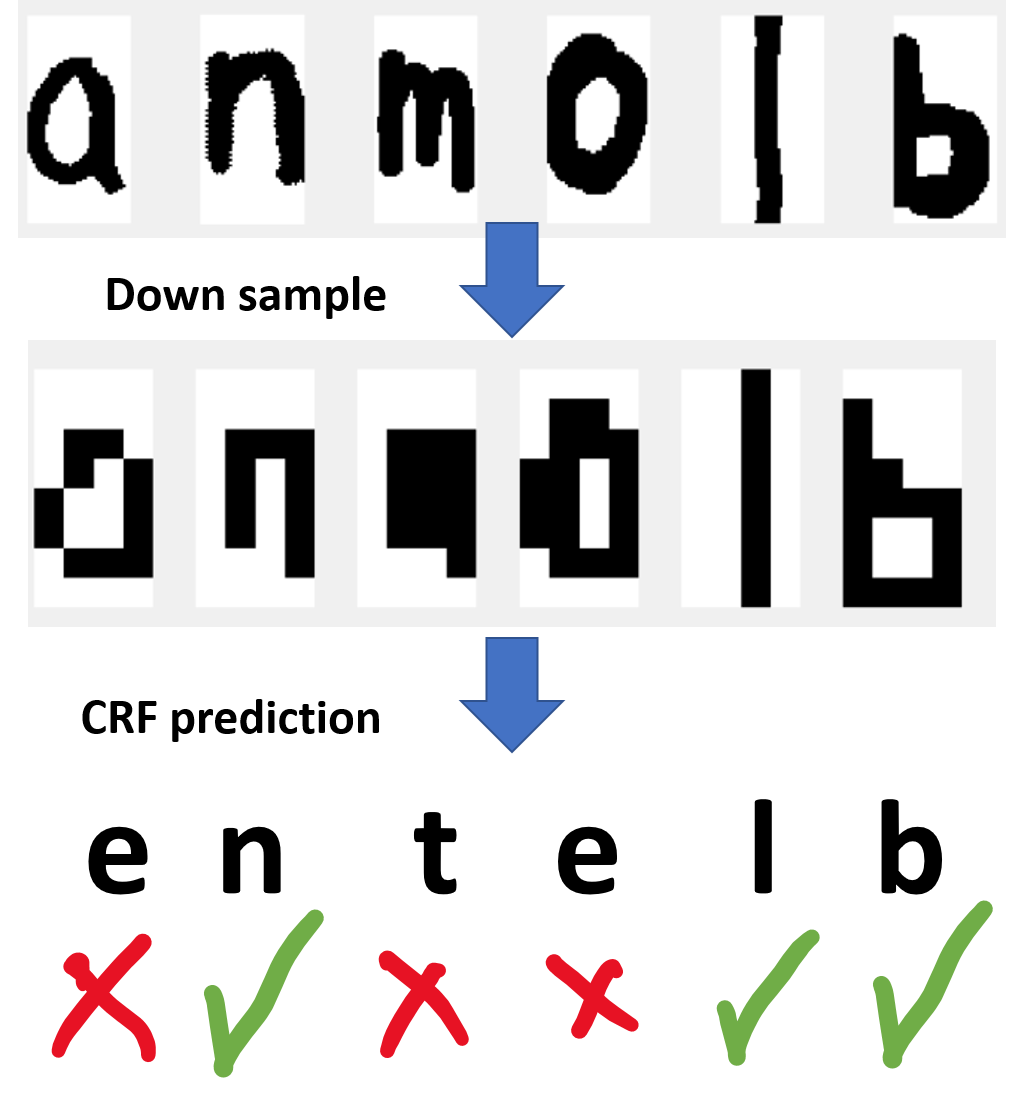 a n m o l b
Down sample
a n m o l b
CRF prediction
e n t e l b